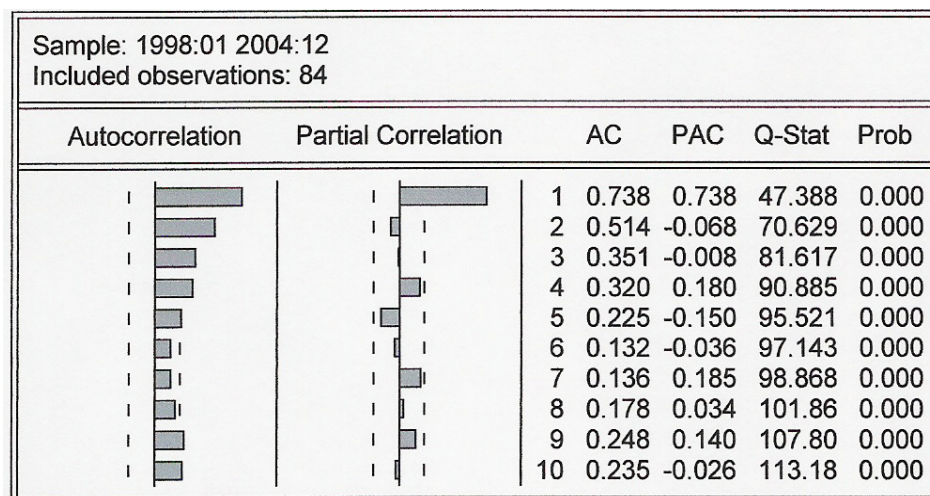 Sample: 1998:01 2004:12
Included observations: 84
Autocorrelation Partial Correlation AC PAC Q-Stat Prob
1 0.738 0.738 47.388 0.000
2 0.514 -0.068 70.629 0.000
3 0.351 -0.008 81.617 0.000
4 0.320 0.180 90.885 0.000
5 0.225 -0.150 95.521 0.000
6 0.132 -0.036 97.143 0.000
7 0.136 0.185 98.868 0.000
8 0.178 0.034 101.86 0.000
9 0.248 0.140 107.80 0.000
10 0.235 -0.026 113.18 0.000